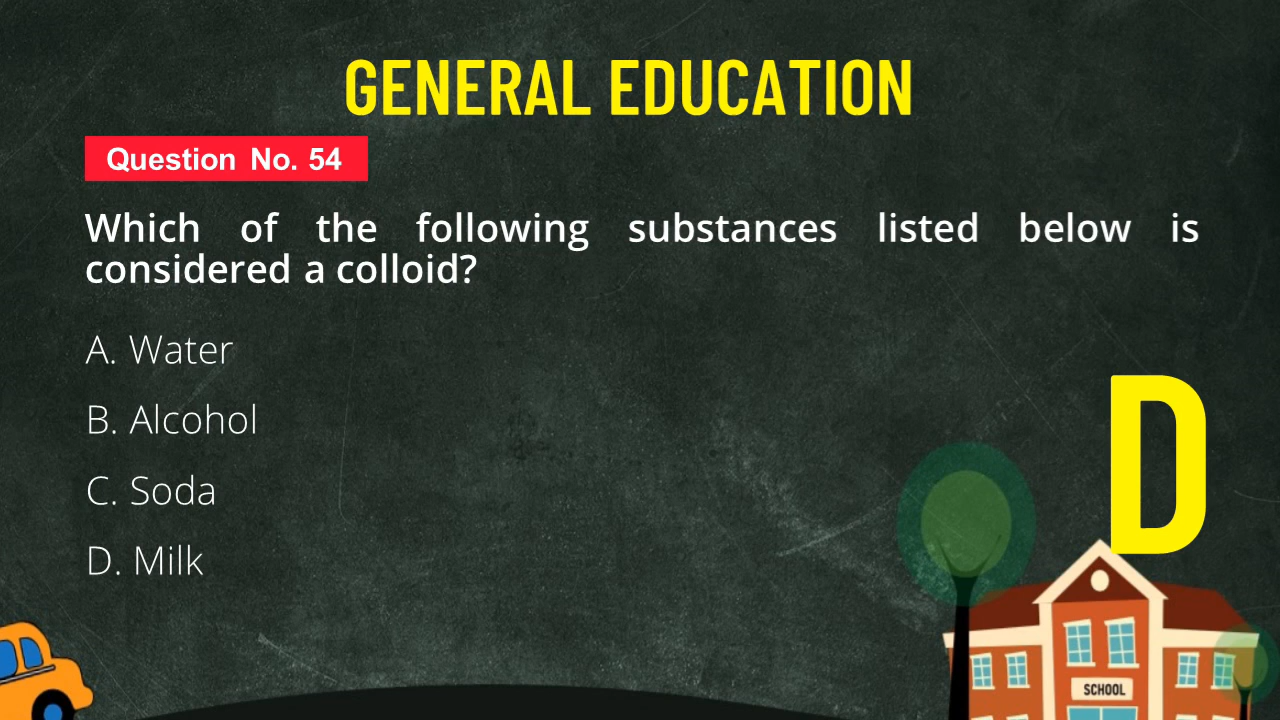 GENERAL EDUCATION
Question No. 54
Which of the following substances listed below is
considered a colloid?
A. Water
B. Alcohol
C. Soda
D. Milk
D
SCHOOL